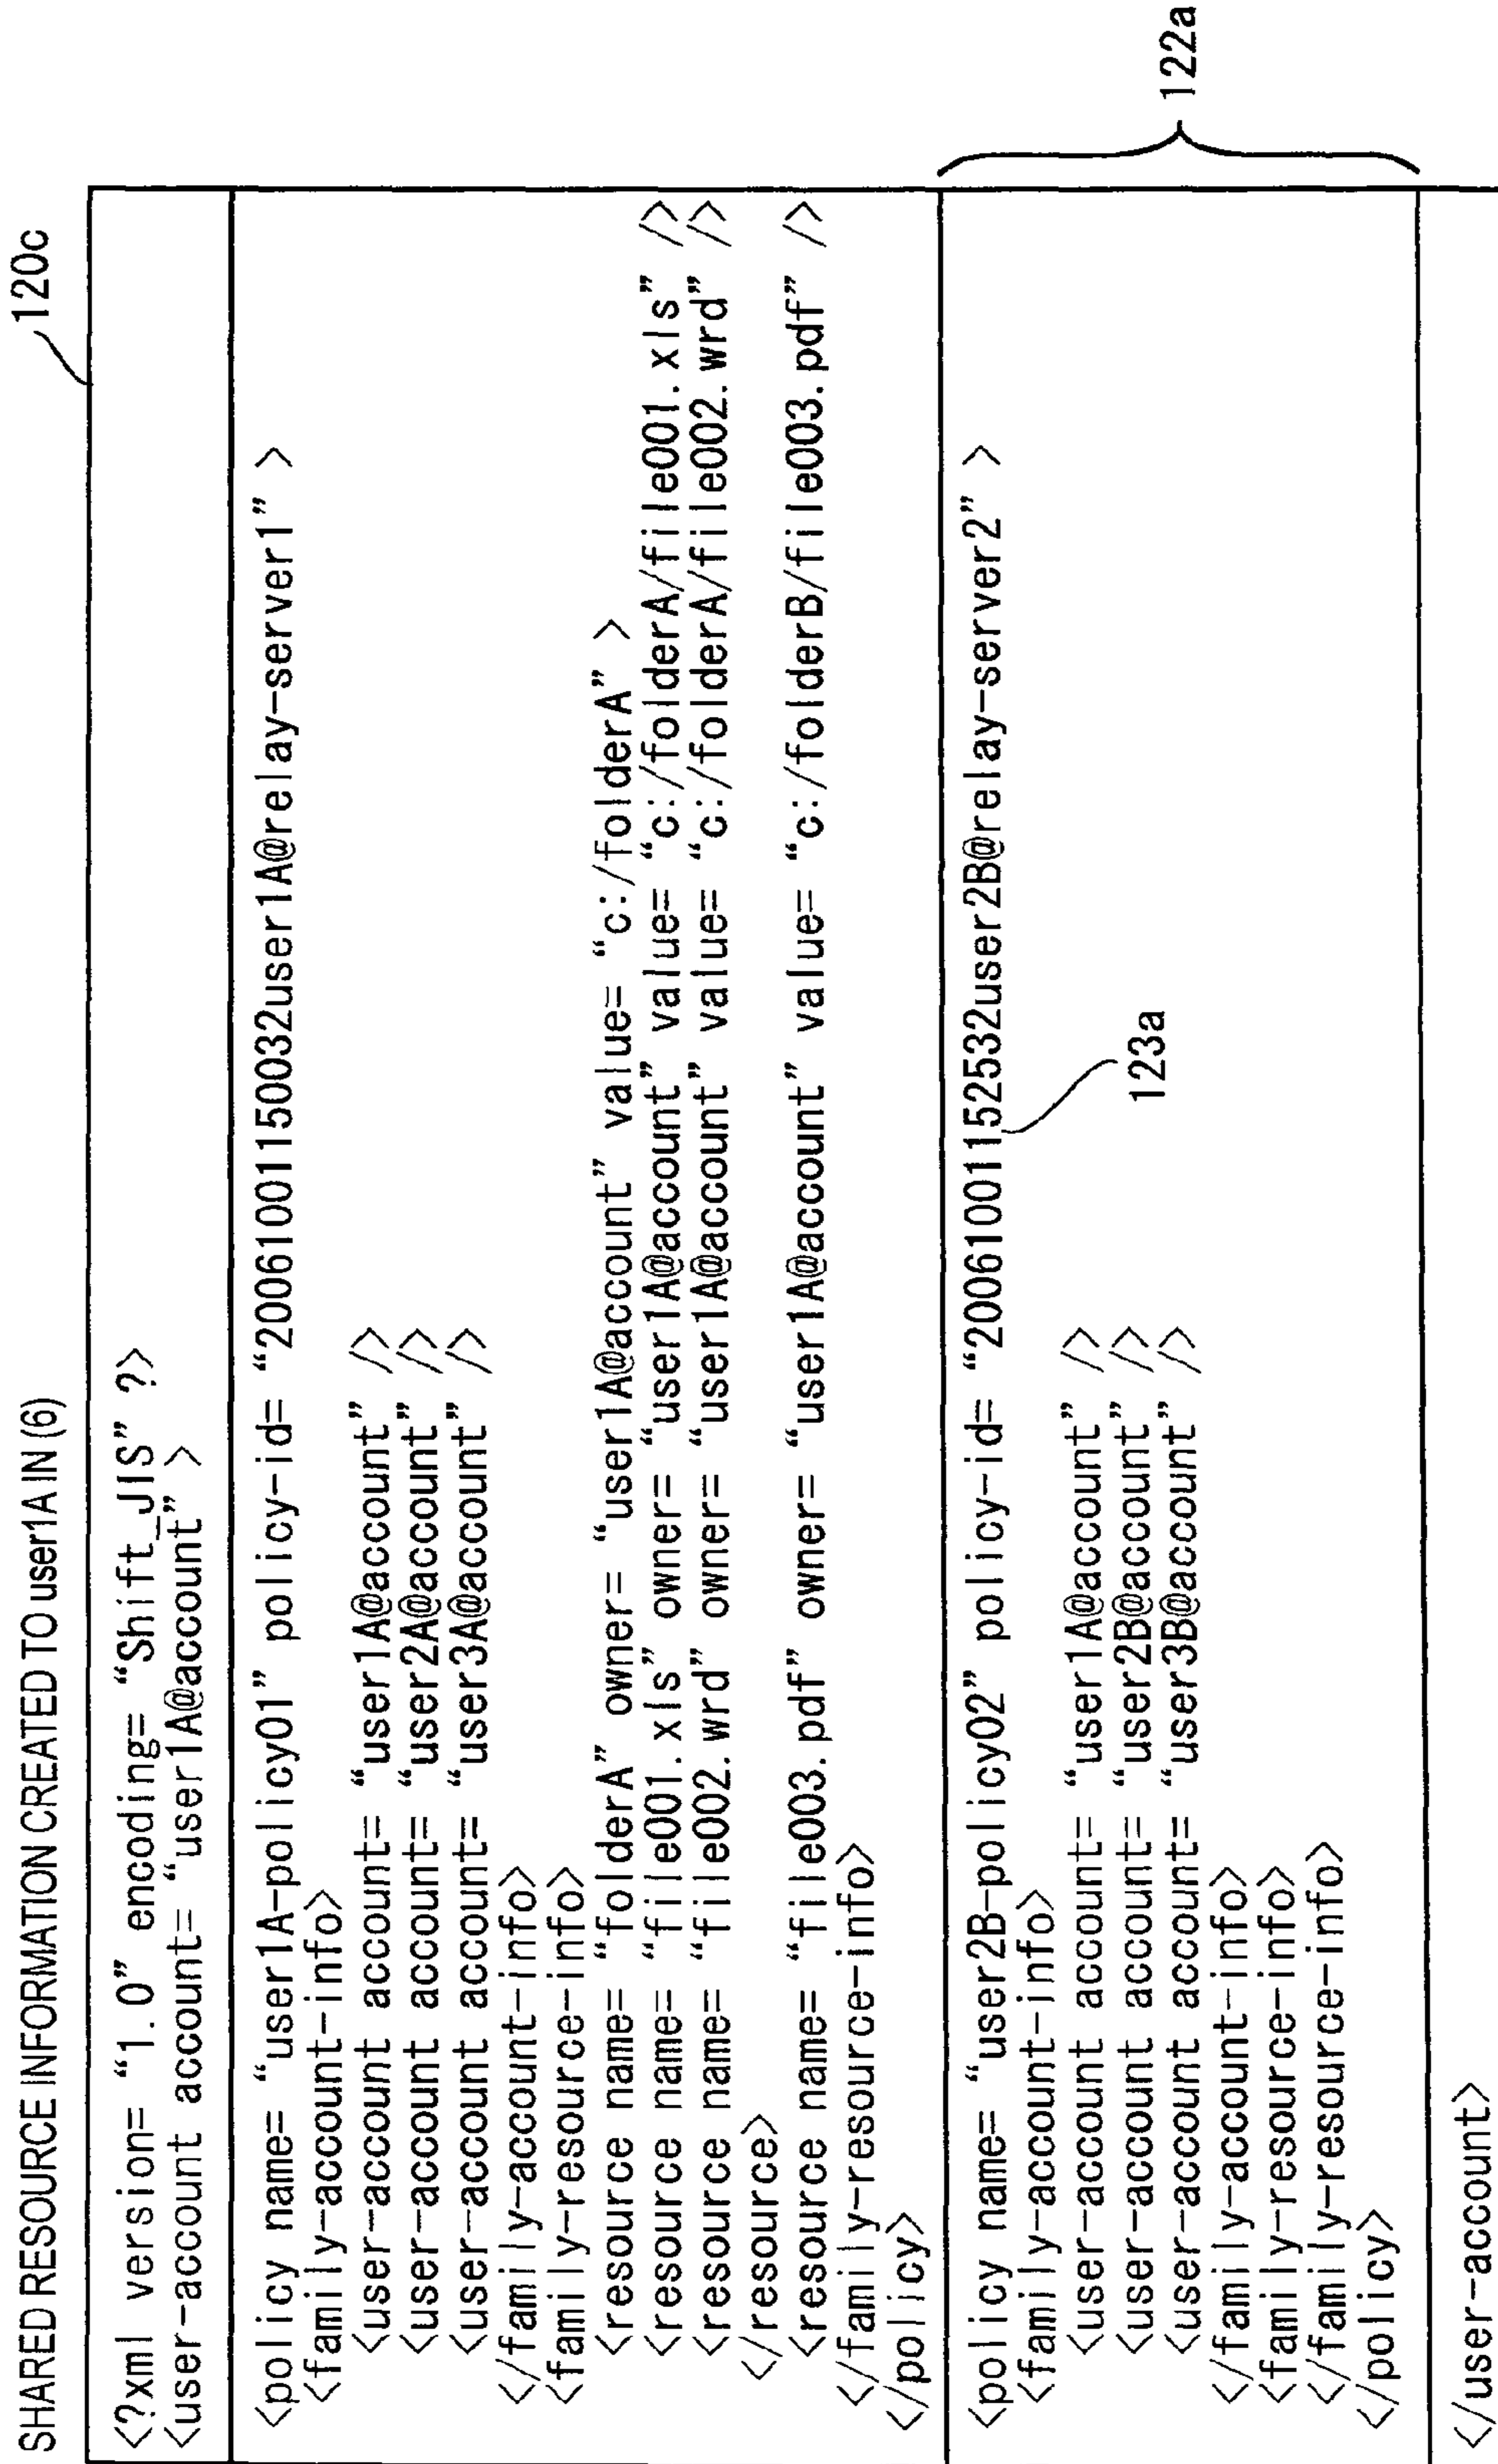 SHARED RESOURCE INFORMATION CREATED TO user1A IN (6)
120c
<?xml version= “1.0” encoding= “Shift_JIS” ?>
<user-account account= “user1A@account” >
<policy name= “user1A-policy01” policy-id= “20061001150032user1A@relay-server1” >
<family-account-info>
<user-account account= “user1A@account” />
<user-account account= “user2A@account” />
<user-account account= “user3A@account” />
</family-account-info>
<family-resource-info>
<resource name= “folderA” owner= “user1A@account” value= “c:/folderA” >
<resource name= “file001.xls” owner= “user1A@account” value= “c:/folderA/file001.xls” />
<resource name= “file002.wrd” owner= “user1A@account” value= “c:/folderA/file002.wrd” />
</resource>
<resource name= “file003.pdf” owner= “user1A@account” value= “c:/folderB/file003.pdf” />
</family-resource-info>
</policy>
<policy name= “user2B-policy02” policy-id= “20061001152532user2B@relay-server2” >
<family-account-info>
<user-account account= “user1A@account” />
<user-account account= “user2B@account” />
<user-account account= “user3B@account” />
</family-account-info>
<family-resource-info>
</family-resource-info>
</policy>
123a
122a
</user-account>